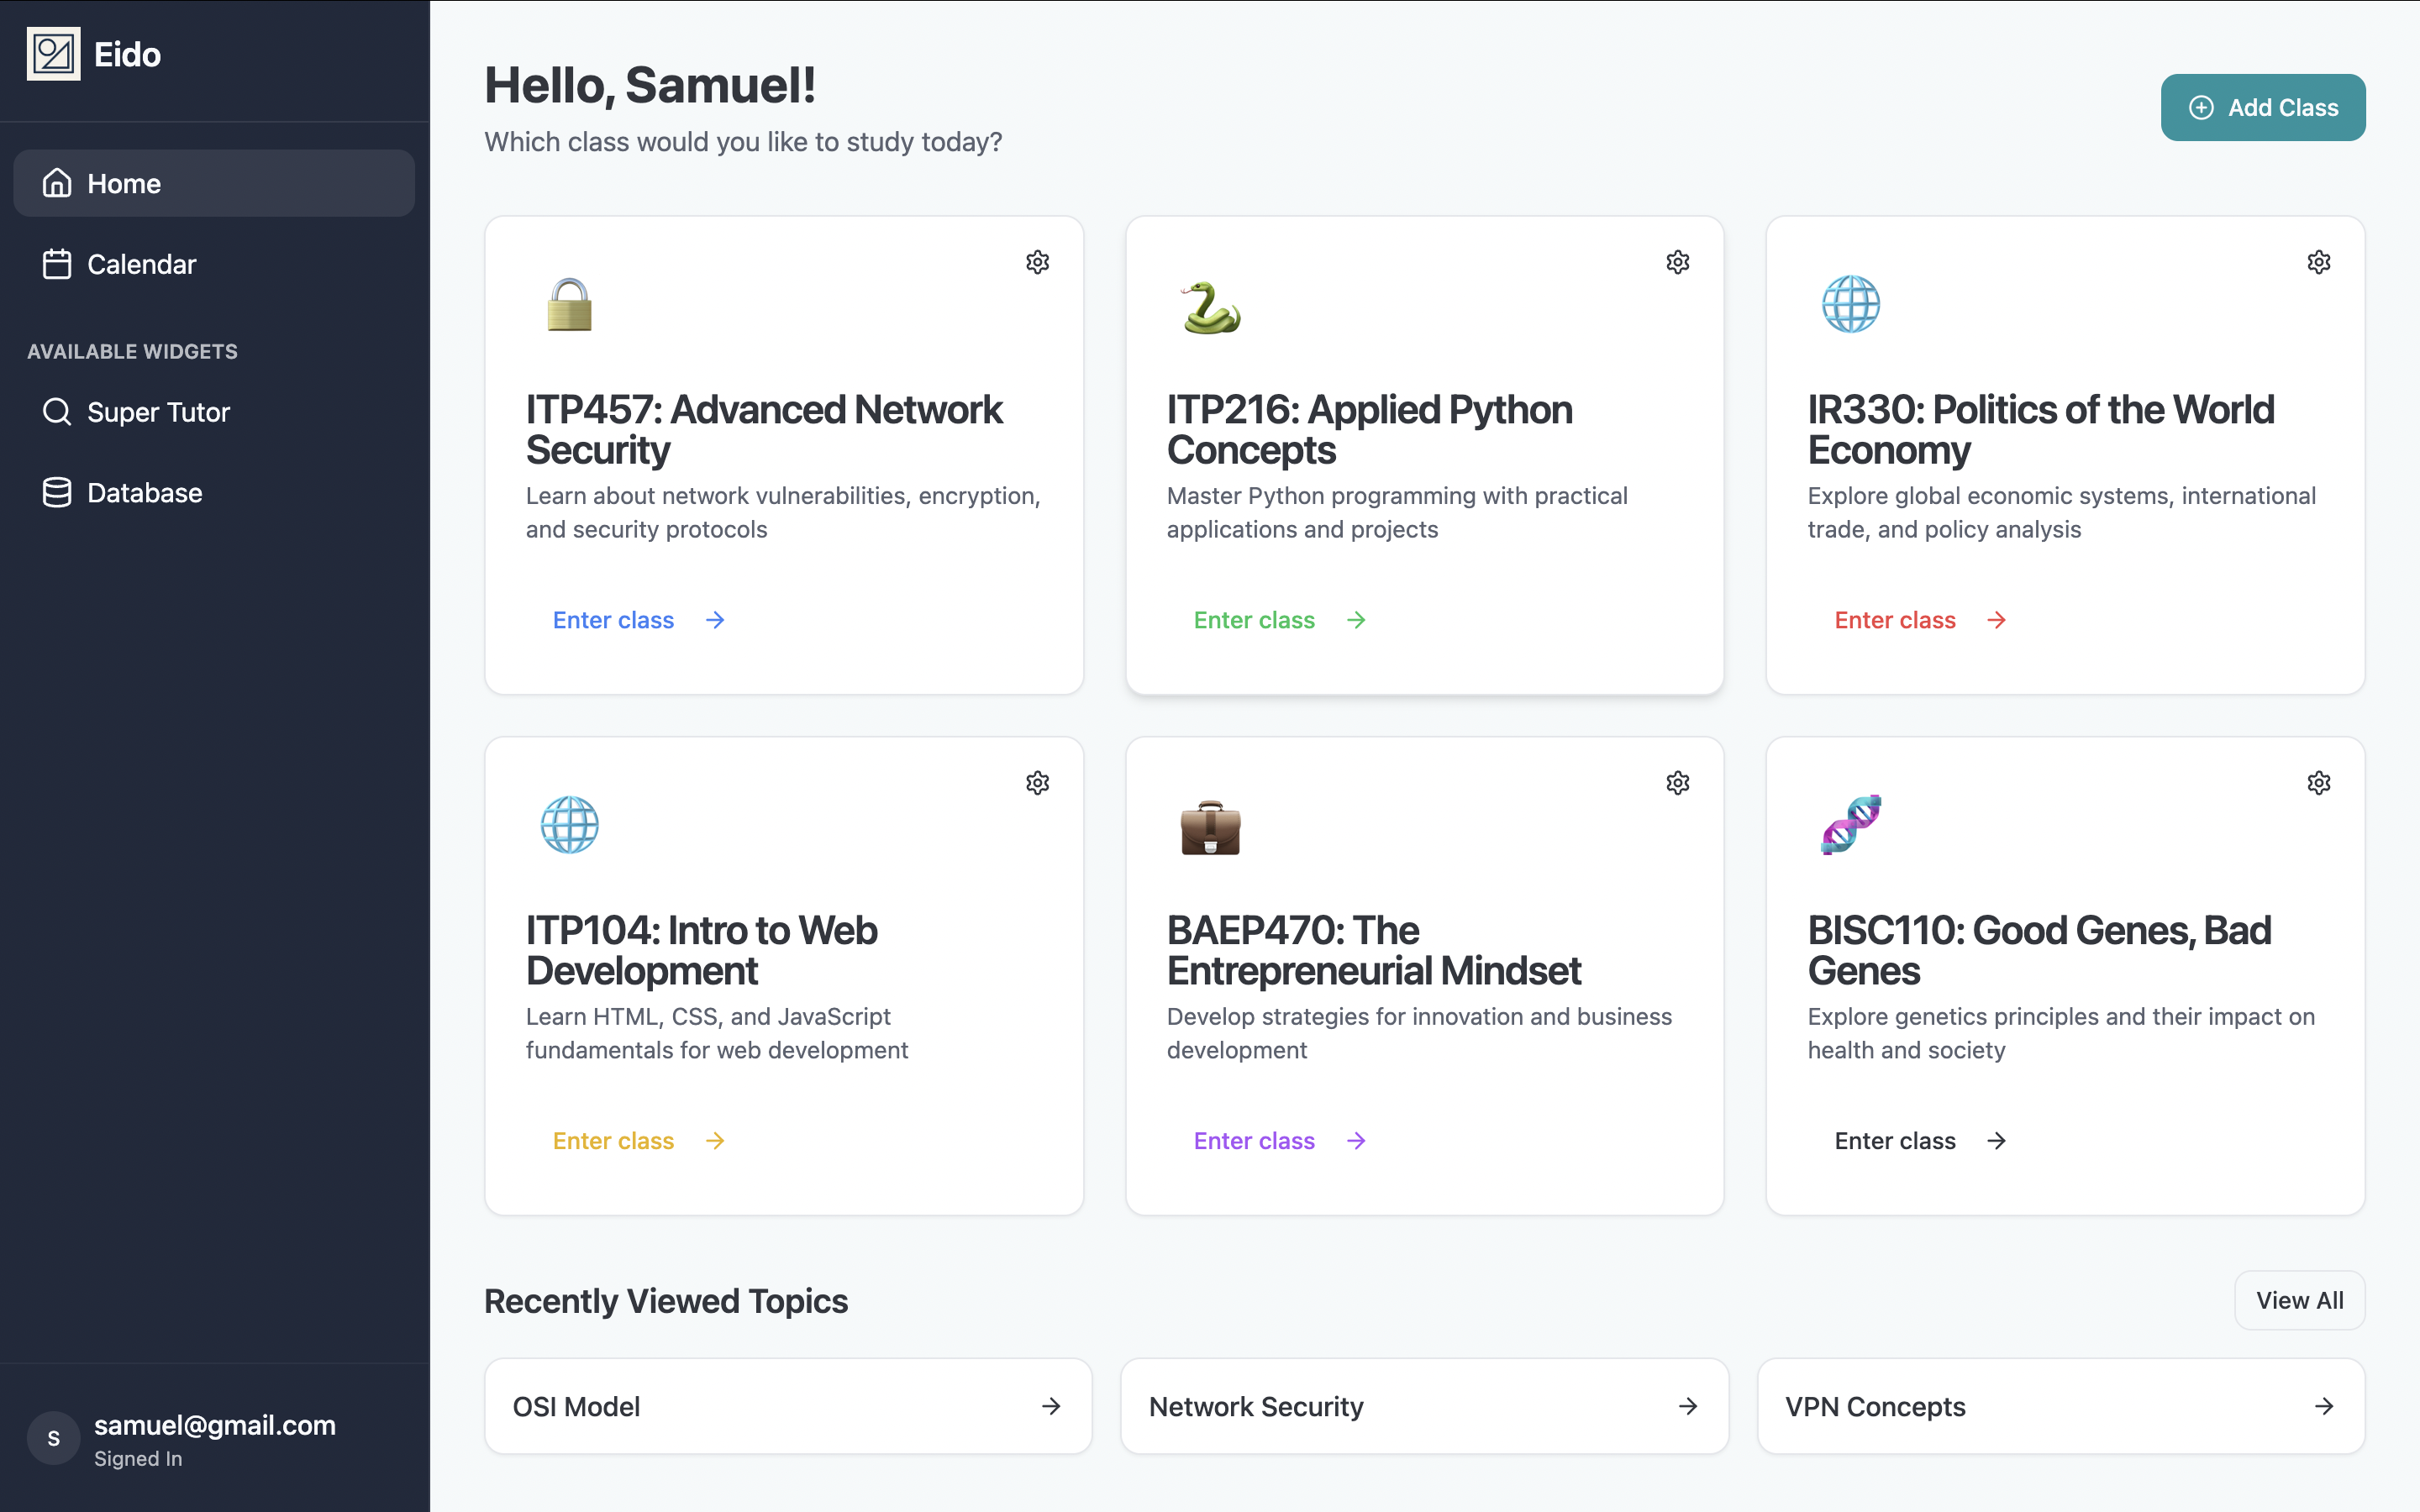 Eido
Home
Calendar
AVAILABLE WIDGETS
Super Tutor
Database
S
samuel@gmail.com
Signed In
Hello, Samuel!
Which class would you like to study today?
Add Class
ITP457: Advanced Network
Security
Learn about network vulnerabilities, encryption,
and security protocols
Enter class
ITP216: Applied Python
Concepts
Master Python programming with practical
applications and projects
Enter class
IR330: Politics of the World
Economy
Explore global economic systems, international
trade, and policy analysis
Enter class
ITP104: Intro to Web
Development
Learn HTML, CSS, and JavaScript
fundamentals for web development
Enter class
BAEP470: The
Entrepreneurial Mindset
Develop strategies for innovation and business
development
Enter class
BISC110: Good Genes, Bad
Genes
Explore genetics principles and their impact on
health and society
Enter class
Recently Viewed Topics
View All
OSI Model
Network Security
VPN Concepts